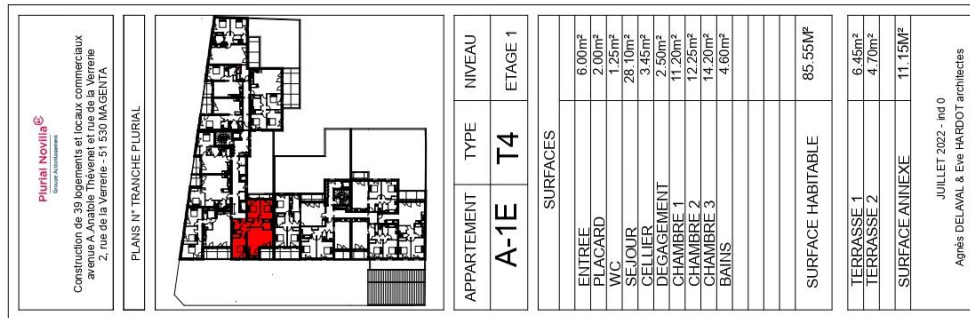 Plurial Novilia
Groupe ActionLogement
Construction de 39 logements et locaux commerciaux
avenue A.Anatole Thévenet et rue de la Verrerie
2, rue de la Verrerie - 51 530 MAGENTA
PLANS N° TRANCHE PLURIAL
APPARTEMENT TYPE NIVEAU
A-1E T4 ETAGE 1
SURFACES
ENTREE 6.00m²
PLACARD 2.00m²
WC 1.25m²
SEJOUR 28.10m²
CELLIER 3.45m²
DEGAGEMENT 2.50m²
CHAMBRE 1 11.20m²
CHAMBRE 2 12.25m²
CHAMBRE 3 14.20m²
BAINS 4.60m²
SURFACE HABITABLE 85.55M²
TERRASSE 1 6.45m²
TERRASSE 2 4.70m²
SURFACE ANNEXE 11.15M²
JUILLET 2022 - ind 0
Agnès DELAVAL & Eve HARDOT architectes